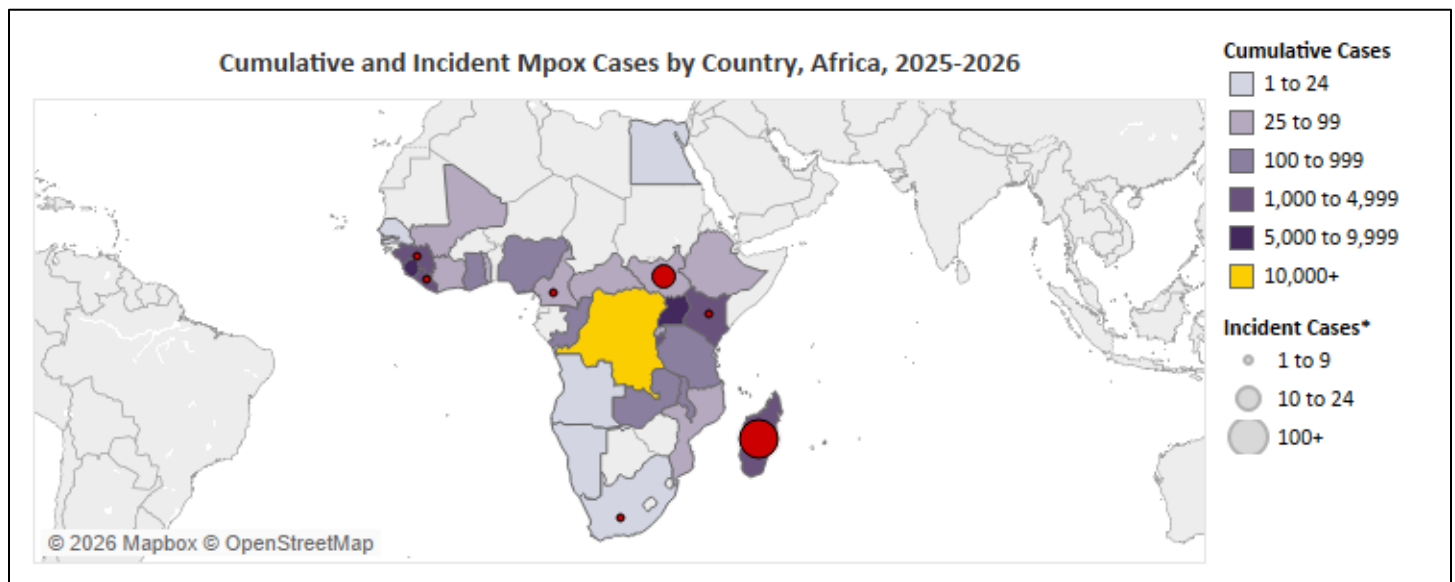 Cumulative and Incident Mpox Cases by Country, Africa, 2025-2026
Cumulative Cases
1 to 24
25 to 99
100 to 999
1,000 to 4,999
5,000 to 9,999
10,000+
Incident Cases*
1 to 9
10 to 24
100+
© 2026 Mapbox © OpenStreetMap